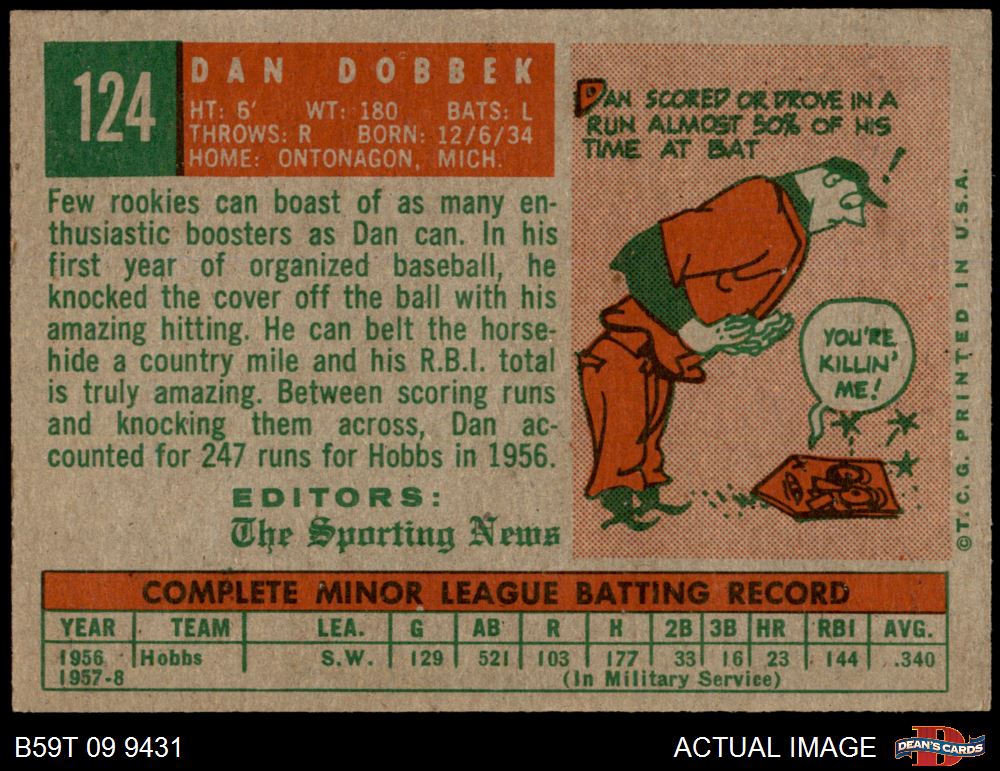 124
DAN DOBBEK
HT: 6' WT: 180 BATS: L
THROWS: R BORN: 12/6/34
HOME: ONTONAGON, MICH.
Few rookies can boast of as many en-
thusiastic boosters as Dan can. In his
first year of organized baseball, he
knocked the cover off the ball with his
amazing hitting. He can belt the horse-
hide a country mile and his R.B.I. total
is truly amazing. Between scoring runs
and knocking them across, Dan ac-
counted for 247 runs for Hobbs in 1956.
EDITORS:
The Sporting News
DAN SCORED OR DROVE IN A
RUN ALMOST 50% OF HIS
TIME AT BAT
!
YOU'RE
KILLIN'
ME!
©T.C.G. PRINTED IN U.S.A.
COMPLETE MINOR LEAGUE BATTING RECORD
YEAR TEAM LEA. G AB R H 2B 3B HR RBI AVG.
1956 Hobbs S.W. 129 521 103 177 33 16 23 144 .340
1957-8 (In Military Service)
B59T 09 9431
ACTUAL IMAGE
DEAN'S CARDS